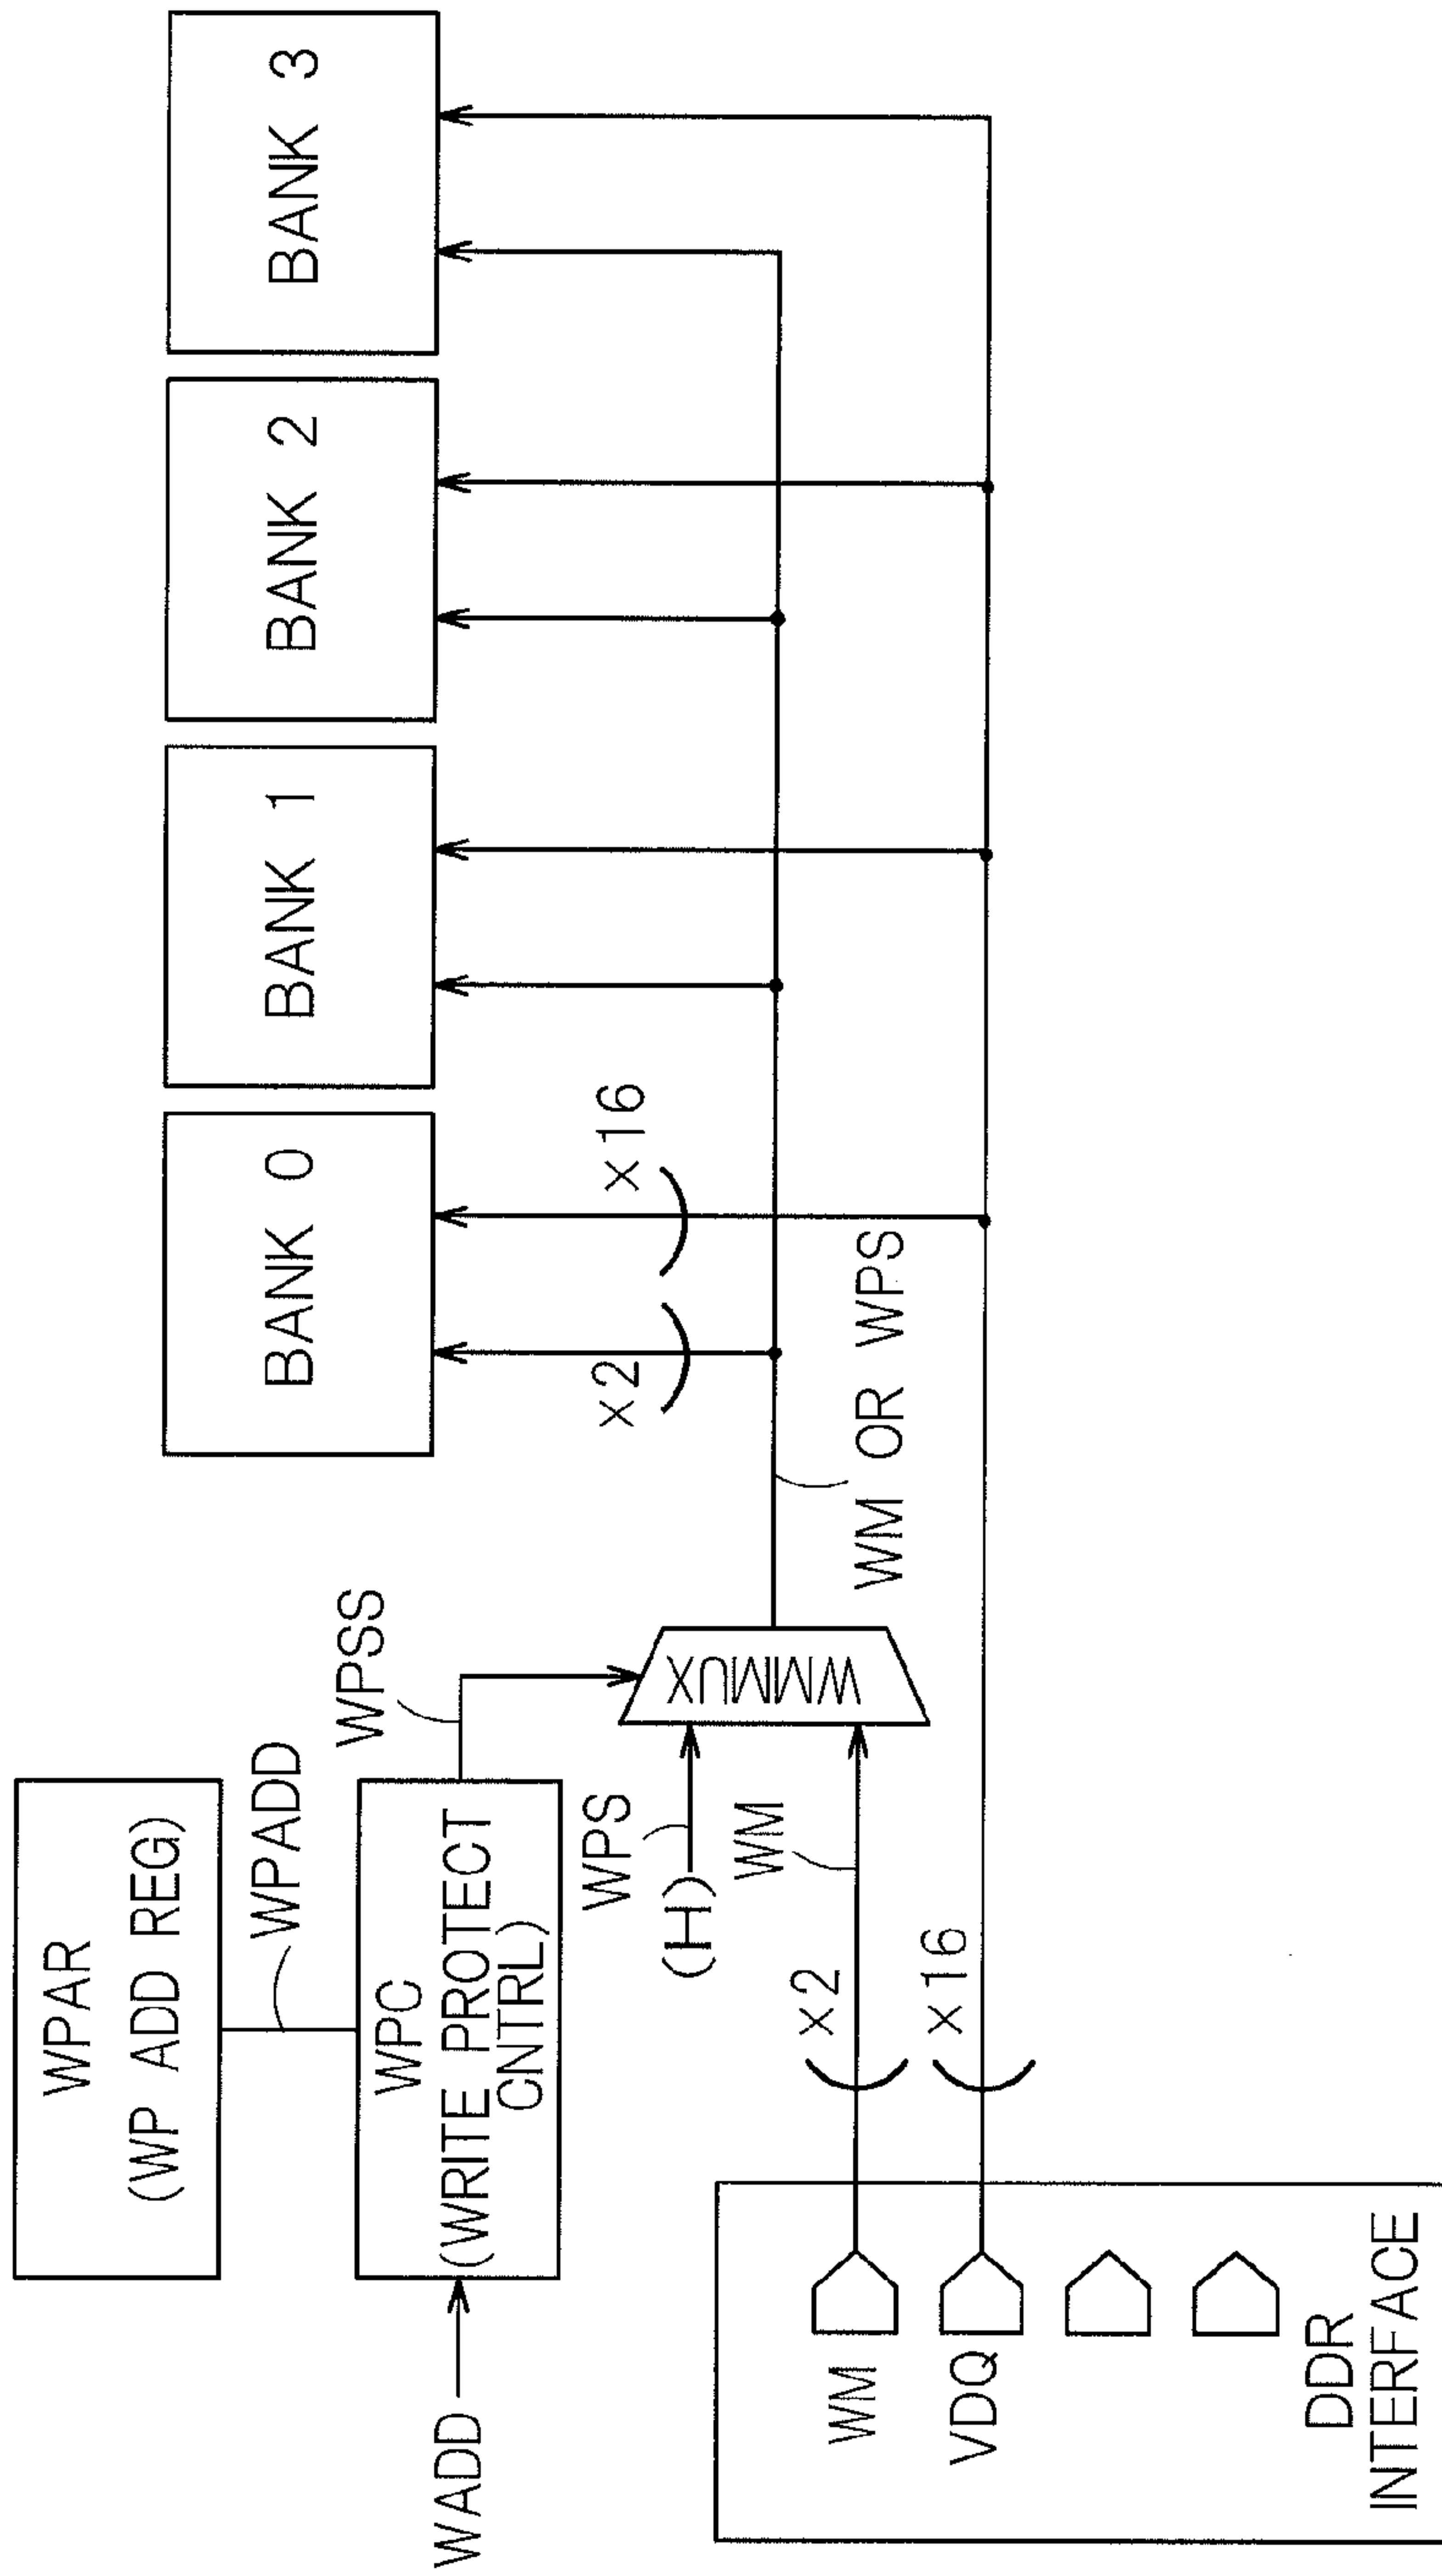 BANK 0
BANK 1
BANK 2
BANK 3
WPAR
(WP ADD REG)
WPADD
WPSS
WADD
WPC
(WRITE PROTECT
CNTRL)
×2
×16
WPS
(H)
WMMUX
WM
WM OR WPS
×2
×16
WM
VDQ
DDR
INTERFACE